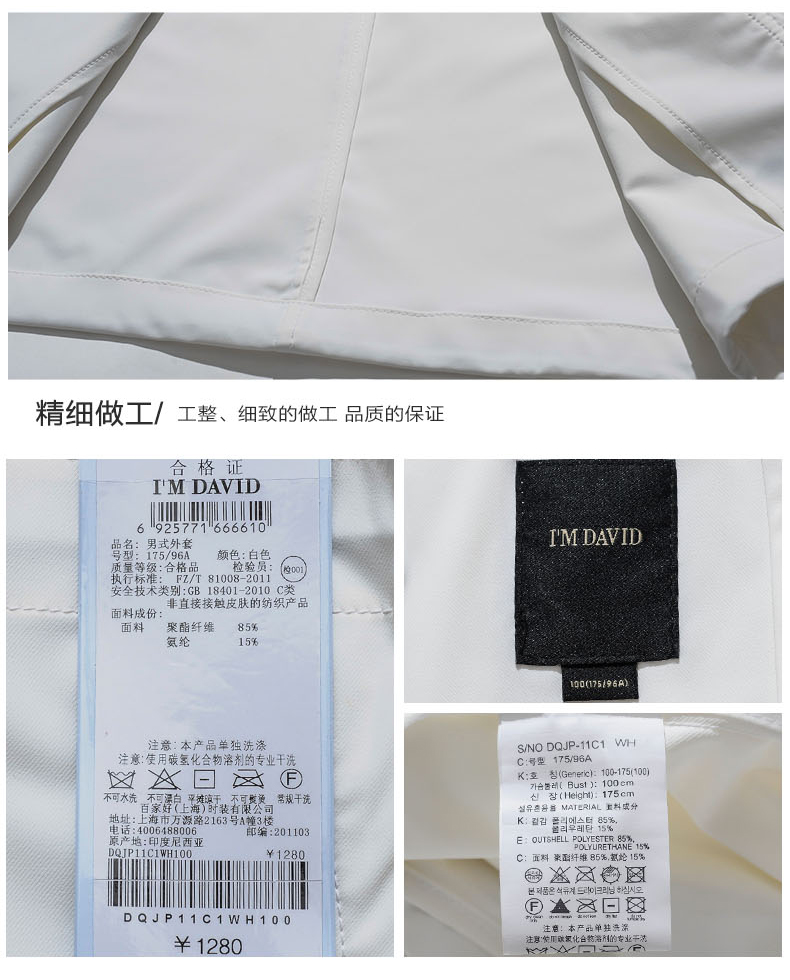 精细做工/ 工整、细致的做工 品质的保证
合格证
I'M DAVID
6 925771 666610
品名: 男式外套
号型: 175/96A 颜色:白色
质量等级:合格品 检验员: 检001
执行标准: FZ/T 81008-2011
安全技术类别:GB 18401-2010 C类
非直接接触皮肤的纺织产品
面料成份:
面料 聚酯纤维 85%
氨纶 15%
注意:本产品单独洗涤
注意:使用碳氢化合物溶剂的专业干洗
不可水洗 不可漂白 平摊晾干 不可熨烫 常规干洗
百家好(上海)时装有限公司
地址:上海市万源路2163号A幢3楼
电话:4006488006 邮编:201103
原产地:印度尼西亚
DQJP11C1WH100 ¥1280
DQJP11C1WH100
¥1280
I'M DAVID
100(175/96A)
S/NO DQJP-11C1 WH
C:号型 175/96A
K:호 칭(Generic): 100-175(100)
가슴둘레( Bust ): 100cm
신 장( Height): 175cm
섬유혼용률 MATERIAL 面料成分
K: 겉감 폴리에스터 85%,
폴리우레탄 15%
E: OUTSHELL POLYESTER 85%,
POLYURETHANE 15%
C: 面料 聚酯纤维 85%,氨纶 15%
본 제품은 석유계 드라이크리닝 하십시오
注意: 本产品单独洗涤
注意:使用碳氢化合物溶剂的专业干洗